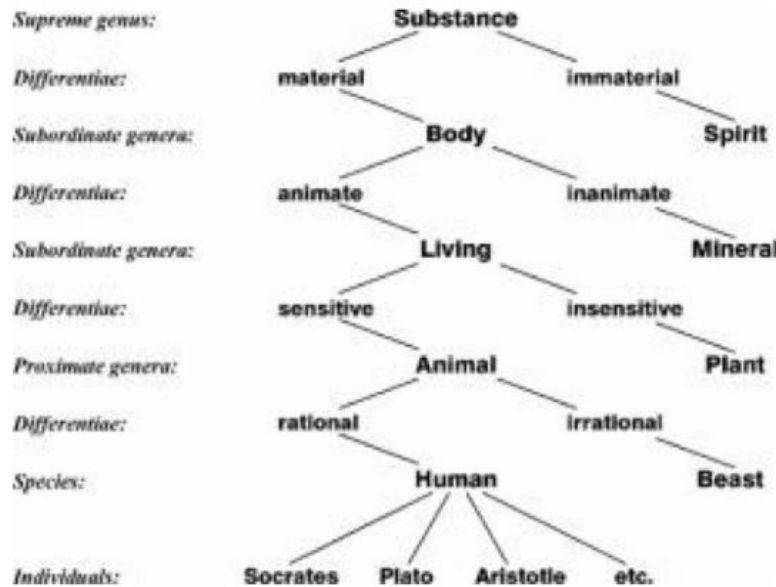 Supreme genus: Substance
Differentiae: material immaterial
Subordinate genera: Body Spirit
Differentiae: animate inanimate
Subordinate genera: Living Mineral
Differentiae: sensitive insensitive
Proximate genera: Animal Plant
Differentiae: rational irrational
Species: Human Beast
Individuals: Socrates Plato Aristotle etc.